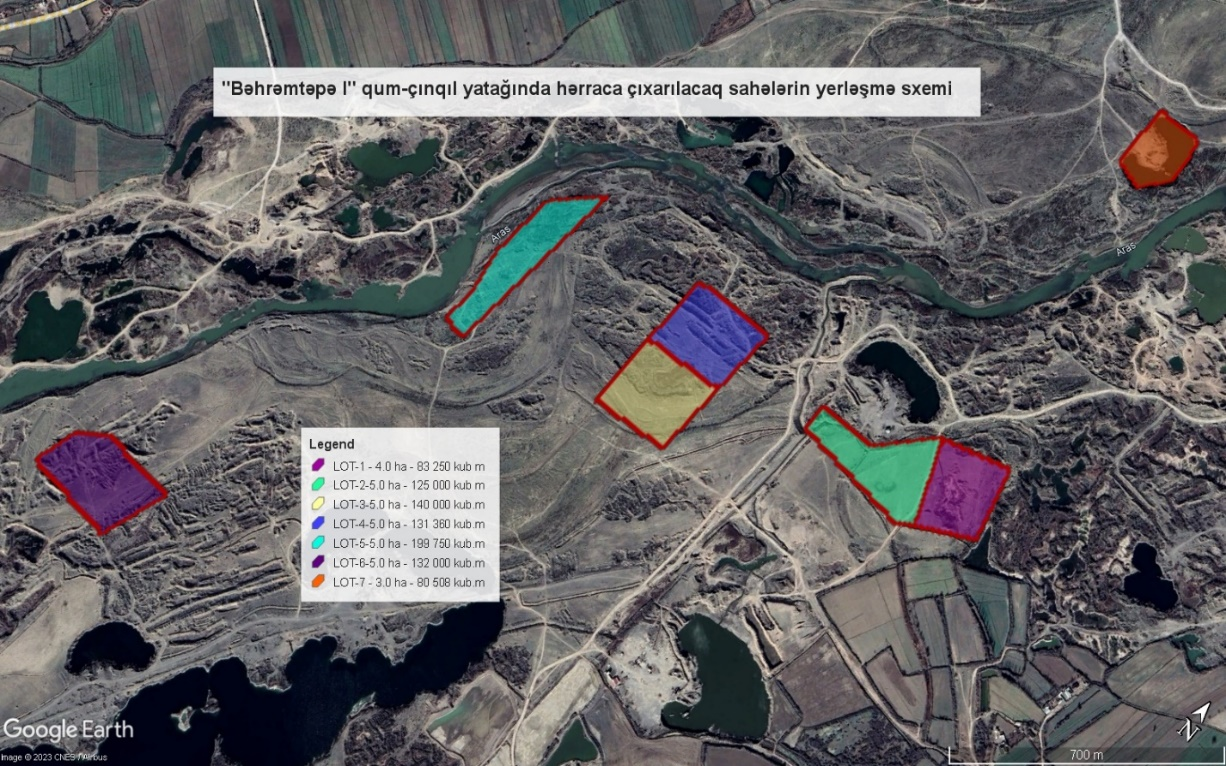 "Bəhrəmtəpə I" qum-çınqıl yatağında hərraca çıxarılacaq sahələrin yerləşmə sxemi
Aras
Aras
Legend
LOT-1 - 4.0 ha - 83 250 kub m
LOT-2-5.0 ha - 125 000 kub m
LOT-3-5.0 ha - 140 000 kub m
LOT-4-5.0 ha - 131 360 kub m
LOT-5-5.0 ha - 199 750 kub m
LOT-6-5.0 ha - 132 000 kub m
LOT-7 - 3.0 ha - 80 508 kub m
Google Earth
Image © 2023 CNES / Airbus
N
700 m